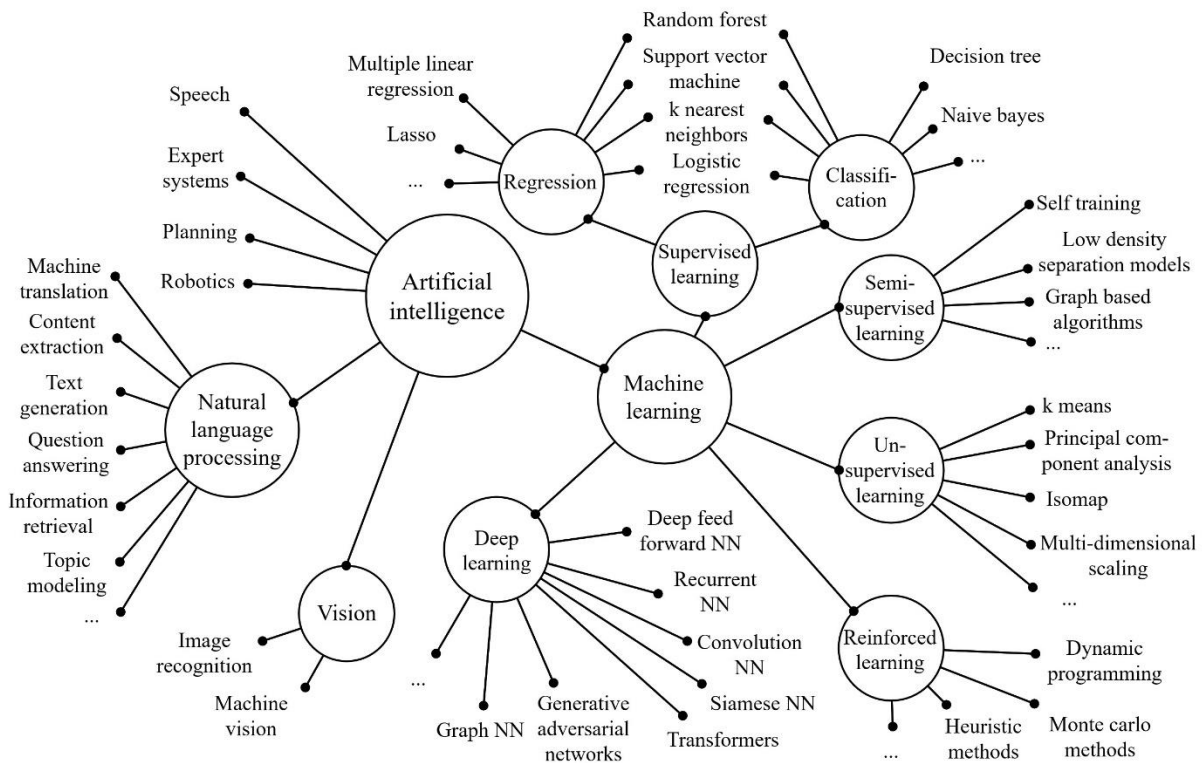 Random forest
Multiple linear
regression
Support vector
machine
Decision tree
Speech
k nearest
neighbors
Naive bayes
Lasso
...
Expert
systems
...
Regression
Logistic
regression
Classifi-
cation
Self training
Planning
Supervised
learning
Low density
separation models
Machine
translation
Robotics
Artificial
intelligence
Semi-
supervised
learning
Graph based
algorithms
...
Content
extraction
Text
generation
Natural
language
processing
Machine
learning
k means
Question
answering
Un-
supervised
learning
Principal com-
ponent analysis
Information
retrieval
Isomap
Topic
modeling
Deep
learning
Deep feed
forward NN
Multi-dimensional
scaling
...
Recurrent
NN
...
Vision
Image
recognition
Convolution
NN
Reinforced
learning
Dynamic
programming
Machine
vision
...
Graph NN
Generative
adversarial
networks
Siamese NN
Transformers
...
Heuristic
methods
Monte carlo
methods